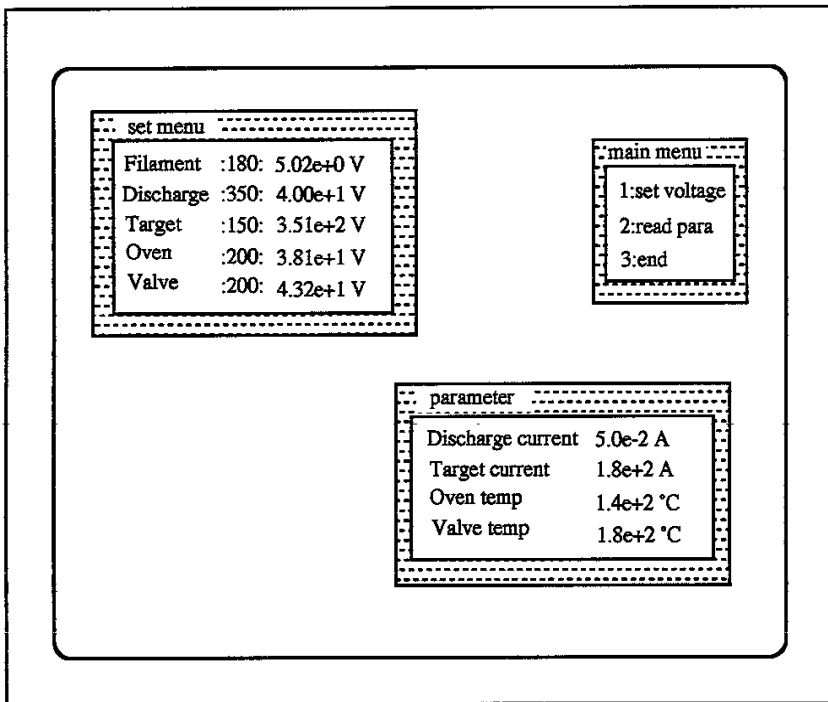 set menu
Filament :180: 5.02e+0 V
Discharge :350: 4.00e+1 V
Target :150: 3.51e+2 V
Oven :200: 3.81e+1 V
Valve :200: 4.32e+1 V
main menu
1:set voltage
2:read para
3:end
parameter
Discharge current 5.0e-2 A
Target current 1.8e+2 A
Oven temp 1.4e+2 °C
Valve temp 1.8e+2 °C